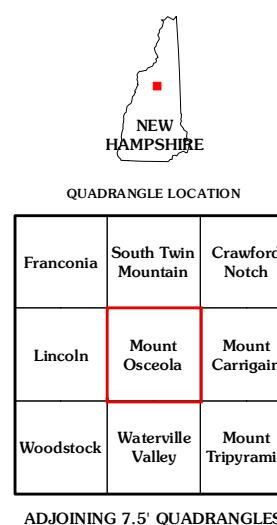 NEW
HAMPSHIRE
QUADRANGLE LOCATION
Franconia
South Twin
Mountain
Crawford
Notch
Lincoln
Mount
Osceola
Mount
Carrigain
Woodstock
Waterville
Valley
Mount
Tripyrami
ADJOINING 7.5' QUADRANGLES